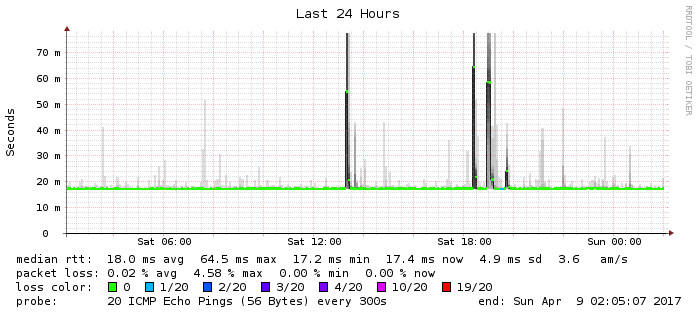 Last 24 Hours
RRDTOOL / TOBI OETIKER
Seconds
70 m
60 m
50 m
40 m
30 m
20 m
10 m
0
Sat 06:00 Sat 12:00 Sat 18:00 Sun 00:00
median rtt: 18.0 ms avg 64.5 ms max 17.2 ms min 17.4 ms now 4.9 ms sd 3.6 am/s
packet loss: 0.02 % avg 4.58 % max 0.00 % min 0.00 % now
loss color: 0 1/20 2/20 3/20 4/20 10/20 19/20
probe: 20 ICMP Echo Pings (56 Bytes) every 300s end: Sun Apr 9 02:05:07 2017